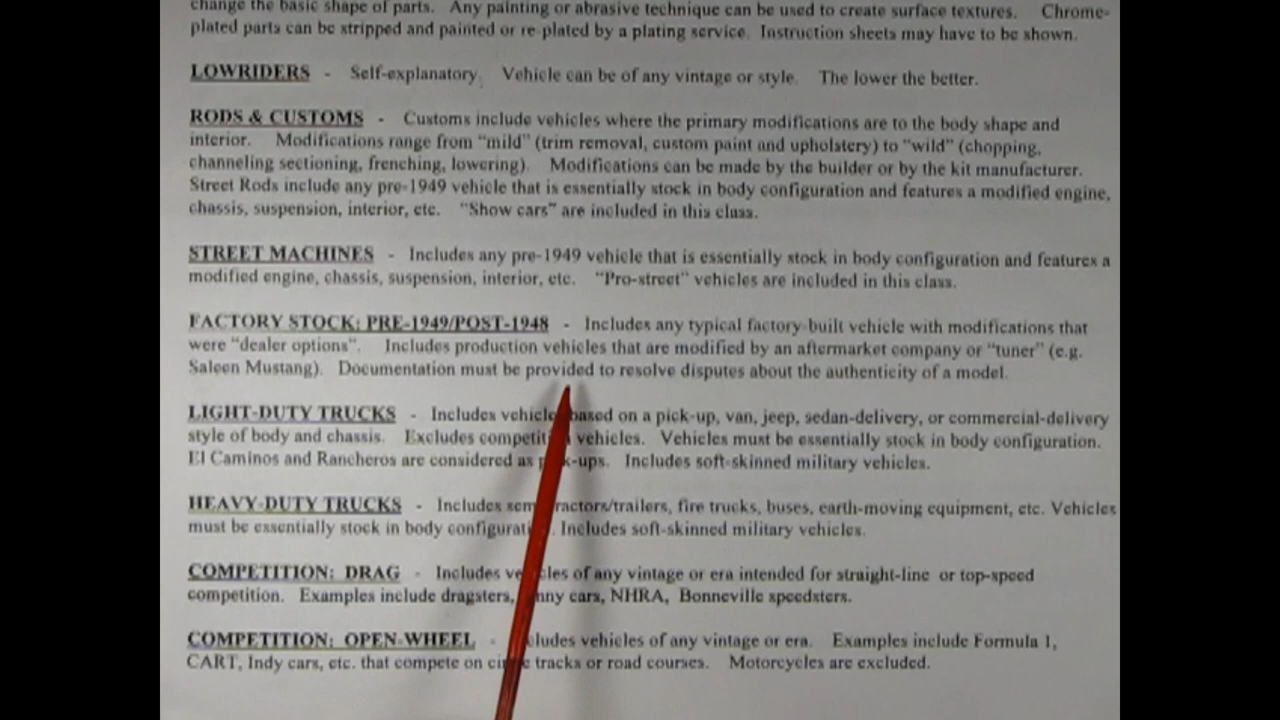 change the basic shape of parts. Any painting or abrasive technique can be used to create surface textures. Chrome-
plated parts can be stripped and painted or re-plated by a plating service. Instruction sheets may have to be shown.
LOWRIDERS - Self-explanatory. Vehicle can be of any vintage or style. The lower the better.
RODS & CUSTOMS - Customs include vehicles where the primary modifications are to the body shape and
interior. Modifications range from "mild" (trim removal, custom paint and upholstery) to "wild" (chopping,
channeling sectioning, frenching, lowering). Modifications can be made by the builder or by the kit manufacturer.
Street Rods include any pre-1949 vehicle that is essentially stock in body configuration and features a modified engine,
chassis, suspension, interior, etc. "Show cars" are included in this class.
STREET MACHINES - Includes any pre-1949 vehicle that is essentially stock in body configuration and features a
modified engine, chassis, suspension, interior, etc. "Pro-street" vehicles are included in this class.
FACTORY STOCK: PRE-1949/POST-1948 - Includes any typical factory-built vehicle with modifications that
were "dealer options". Includes production vehicles that are modified by an aftermarket company or "tuner" (e.g.
Saleen Mustang). Documentation must be provided to resolve disputes about the authenticity of a model.
LIGHT-DUTY TRUCKS - Includes based on a pick-up, van, jeep, sedan-delivery, or commercial-delivery
style of body and chassis. Excludes vehicles. Vehicles must be essentially stock in body configuration.
El Caminos and Rancheros are considered as Includes soft-skinned military vehicles.
HEAVY-DUTY TRUCKS - Includes fire trucks, buses, earth-moving equipment, etc. Vehicles
must be essentially stock in body Includes soft-skinned military vehicles.
COMPETITION: DRAG - Includes of any vintage or era intended for straight-line or top-speed
competition. Examples include dragsters, cars, NHRA, Bonneville speedsters.
COMPETITION: OPEN-WHEEL - vehicles of any vintage or era. Examples include Formula 1,
CART, Indy cars, etc. that compete on tracks or road courses. Motorcycles are excluded.